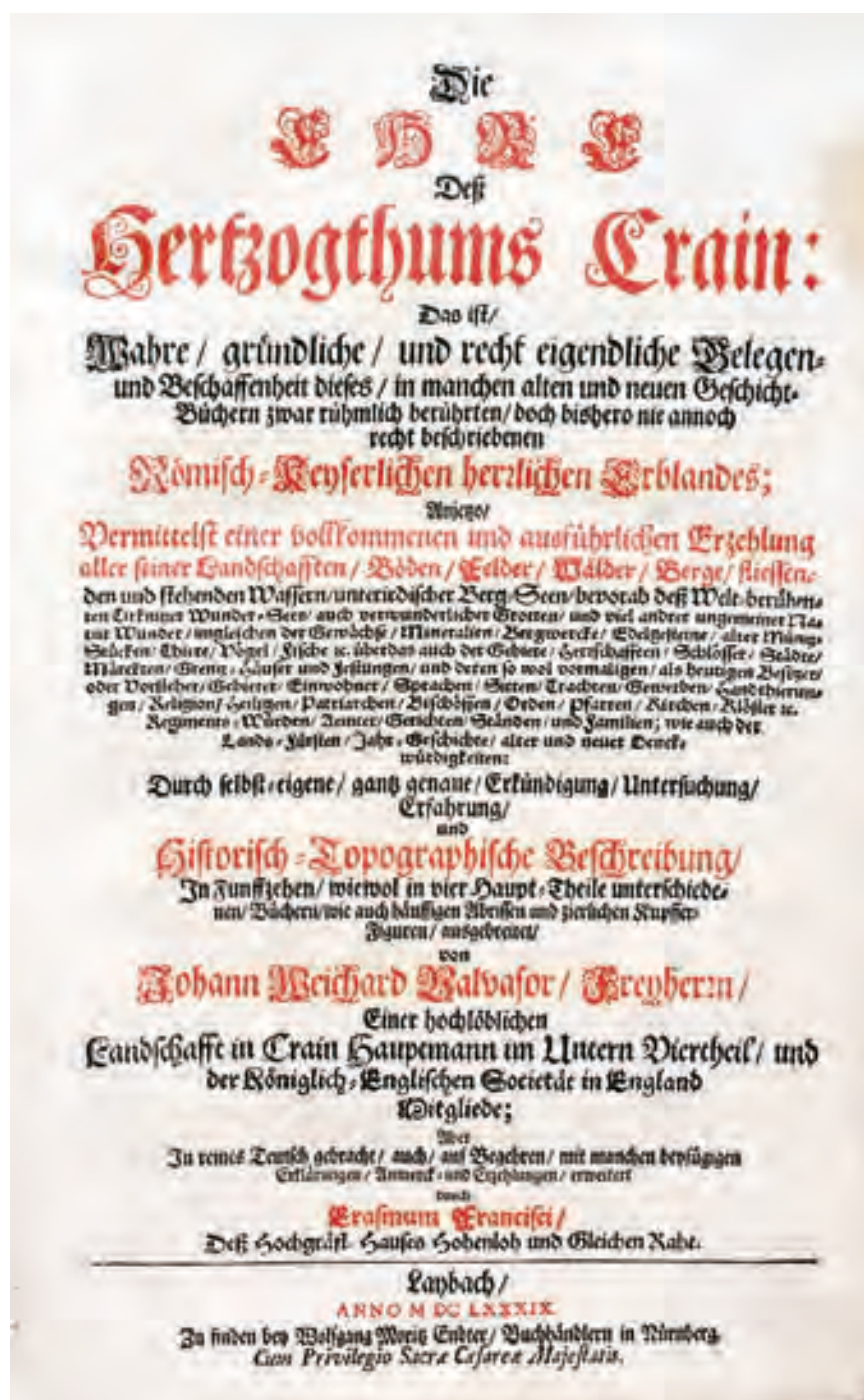 Die
EHRE
Deß
Hertzogthums Crain:
Das ist/
Wahre / gründliche / und recht eigendliche Belegen-
und Beschaffenheit dieses / in manchen alten und neuen Geschicht-
Büchern zwar rühmlich berührten / doch bishero nie annoch
recht beschriebenen
Römisch-Keyserlichen herrlichen Erblandes;
Anjetzo/
Vermittelst einer vollkommenen und ausführlichen Erzehlung
aller seiner Landschafften / Böden / Felder / Wälder / Berge / fliessen-
den und stehenden Wassern / unterirdischer Berg-Seen / bevorab deß Welt-berühm-
ten Cirknitzer Wunder-Sees / auch verwunderlicher Grotten / und viel andrer ungemeiner Na-
tur-Wunder / imgleichen der Gewächse / Mineralien / Bergwercke / Edelgesteine / alter Müntz-
Stücken / Thiere / Vögel / Fische ꝛc. überdas auch der Gebiete / Herrschafften / Schlösser / Städte /
Märckten / Grentz-Häuser und Festungen / und deren so wol vormaligen / als heutigen Besitzer /
oder Vorsteher / Gebieter / Einwohner / Sprachen / Sitten / Trachten / Gewerben / Handthierun-
gen / Religion / Heiligen / Patriarchen / Bischöffen / Orden / Pfarren / Kirchen / Klöster ꝛc.
Regiments-Würden / Aemter / Gerichten / Ständen / und Familien; wie auch der
Lands-Fürsten / Jahr-Geschichte / alter und neuer Denck-
würdigkeiten:
Durch selbst-eigene / gantz genaue / Erkündigung / Untersuchung /
Erfahrung /
und
Historisch-Topographische Beschreibung /
In Funffzehen / wiewol in vier Haupt-Theile unterschiede-
nen / Büchern / wie auch häuffigen Abrissen und zierlichen Kupffer-
Figuren / ausgebreitet /
von
Johann Weichard Valvasor / Freyherrn /
Einer hochlöblichen
Landschafft in Crain Hauptmann im Untern Viertheil / und
der Königlich-Englischen Societät in England
Mitgliede;
Aber
In reines Teutsch gebracht / auch / auf Begehren / mit manchen beyfügigen
Erklärungen / Anmerck- und Erzehlungen / erweitert
durch
Erasmum Francisci /
Deß Hochgräfl. Hauses Hohenloh und Gleichen Raht.
Laybach /
ANNO M DC LXXXIX.
Zu finden bey Wolfgang Moritz Endter / Buchhändlern in Nürnberg.
Cum Privilegio Sacræ Cæsareæ Majestatis.